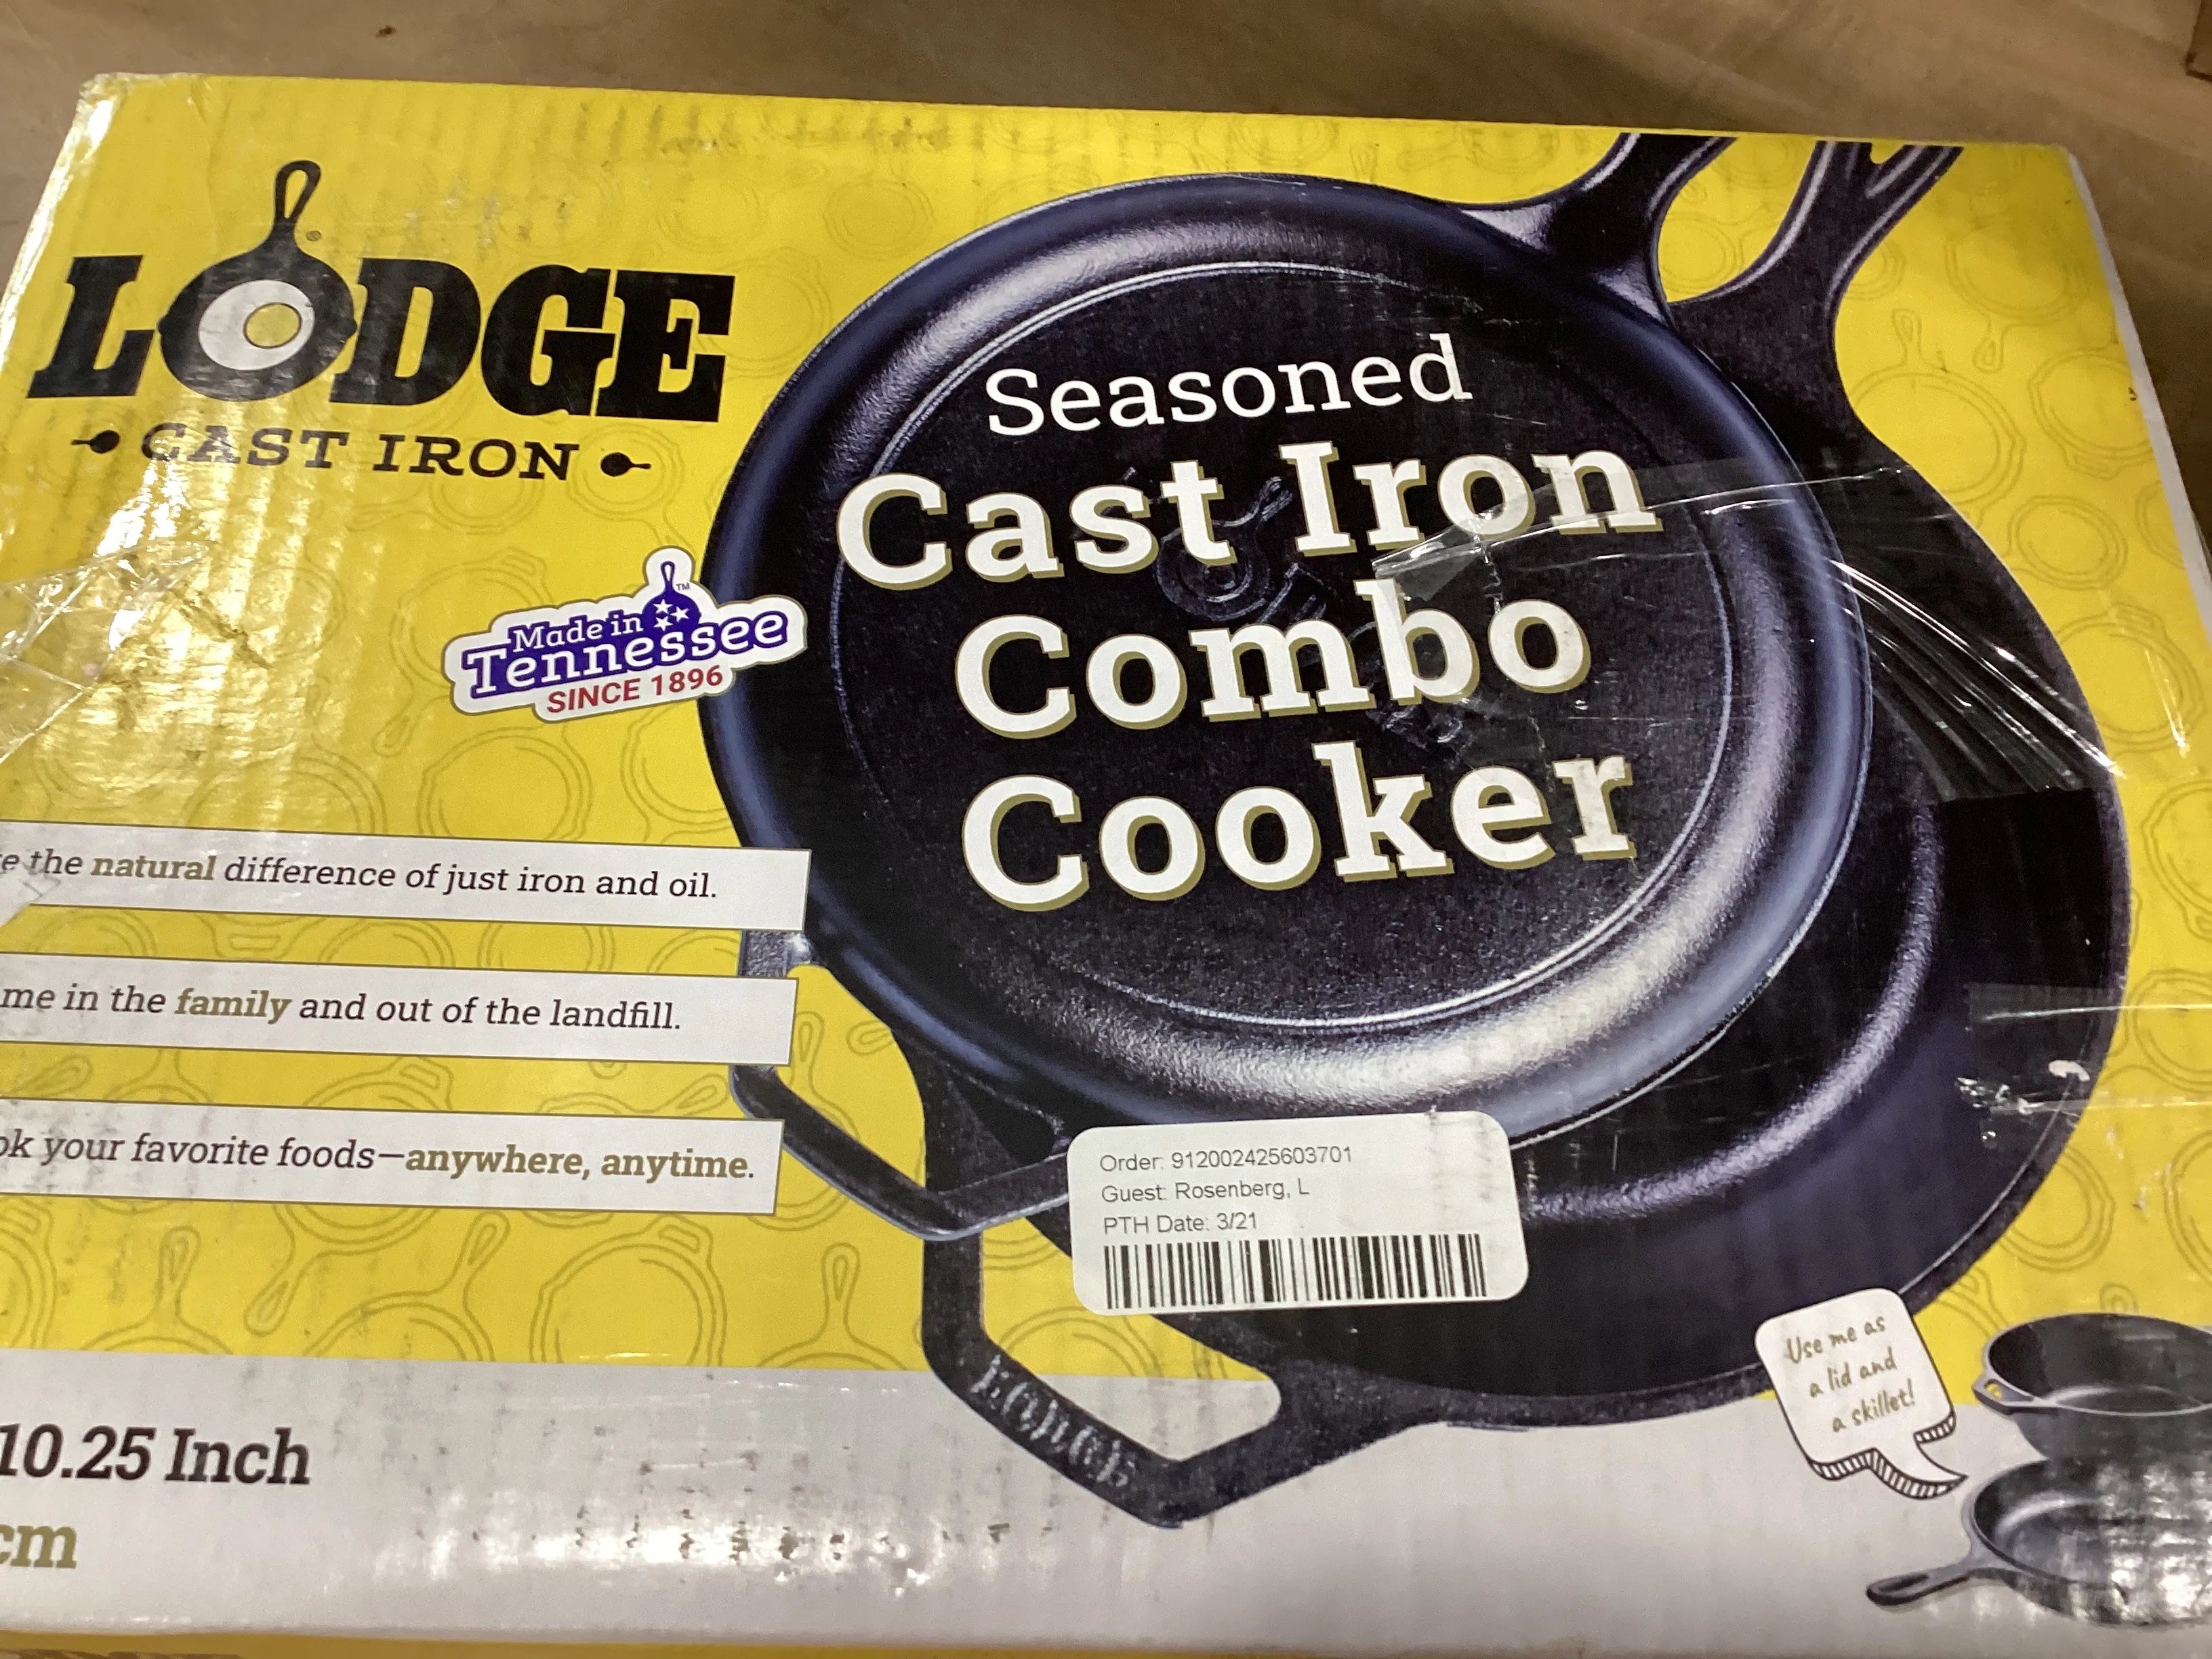 LODGE
CAST IRON
Made in
Tennessee
SINCE 1896
Seasoned
Cast Iron
Combo
Cooker
the natural difference of just iron and oil.
me in the family and out of the landfill.
your favorite foods—anywhere, anytime.
Order: 912002425603701
Guest: Rosenberg, L
PTH Date: 3/21
Use me as
a lid and
a skillet!
LODGE
10.25 Inch
cm